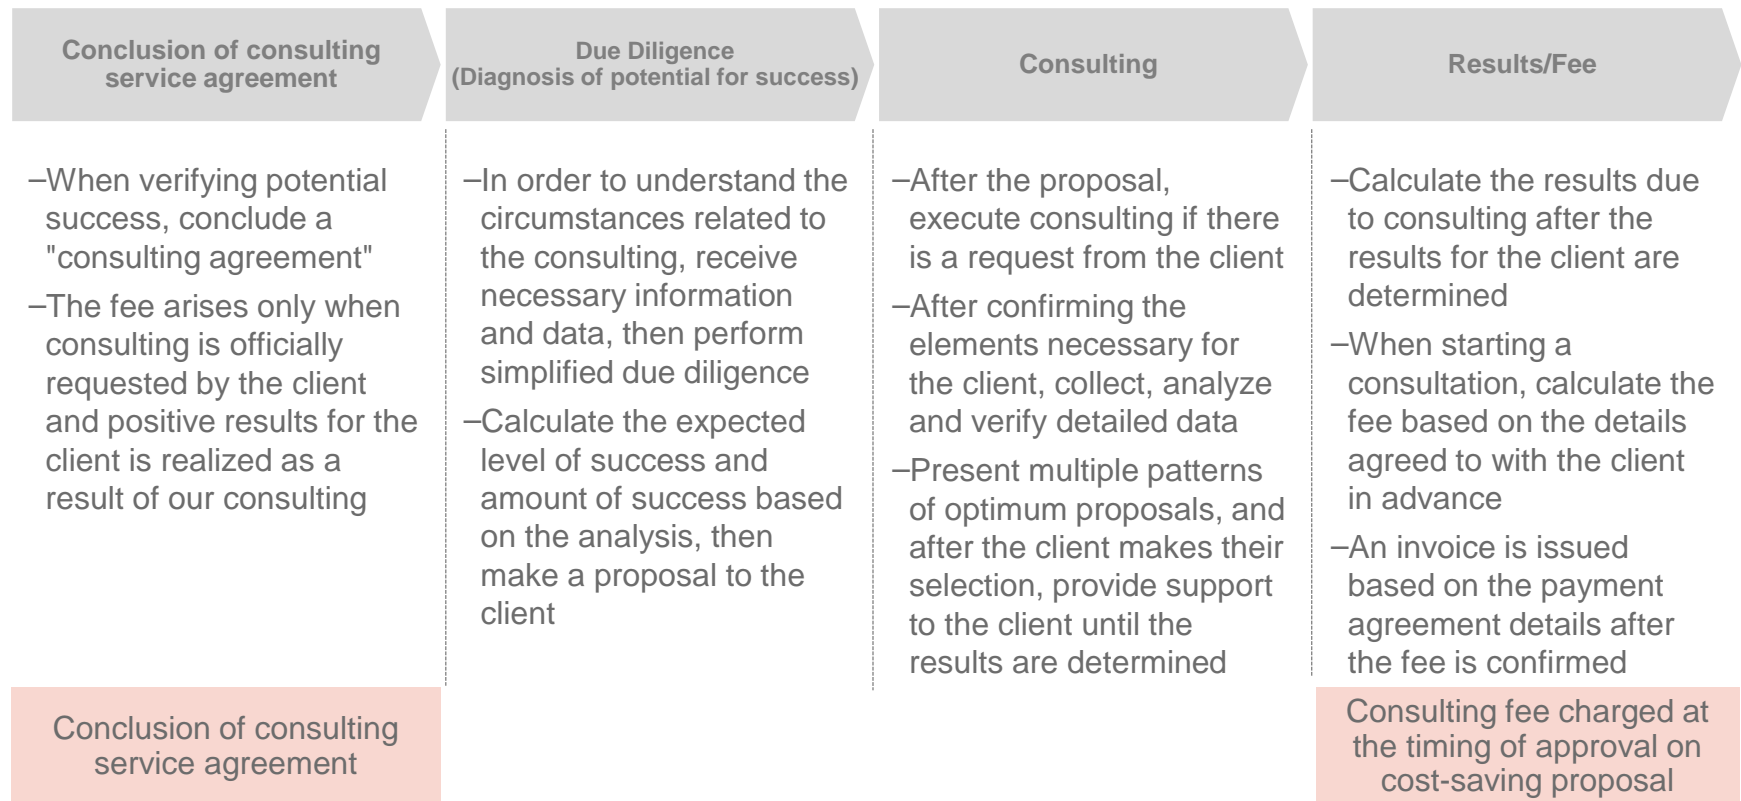 Conclusion of consulting
service agreement
Due Diligence
(Diagnosis of potential for success)
Consulting
Results/Fee
–When verifying potential
success, conclude a
"consulting agreement"
–The fee arises only when
consulting is officially
requested by the client
and positive results for the
client is realized as a
result of our consulting
–In order to understand the
circumstances related to
the consulting, receive
necessary information
and data, then perform
simplified due diligence
–Calculate the expected
level of success and
amount of success based
on the analysis, then
make a proposal to the
client
–After the proposal,
execute consulting if there
is a request from the client
–After confirming the
elements necessary for
the client, collect, analyze
and verify detailed data
–Present multiple patterns
of optimum proposals, and
after the client makes their
selection, provide support
to the client until the
results are determined
–Calculate the results due
to consulting after the
results for the client are
determined
–When starting a
consultation, calculate the
fee based on the details
agreed to with the client
in advance
–An invoice is issued
based on the payment
agreement details after
the fee is confirmed
Conclusion of consulting
service agreement
Consulting fee charged at
the timing of approval on
cost-saving proposal